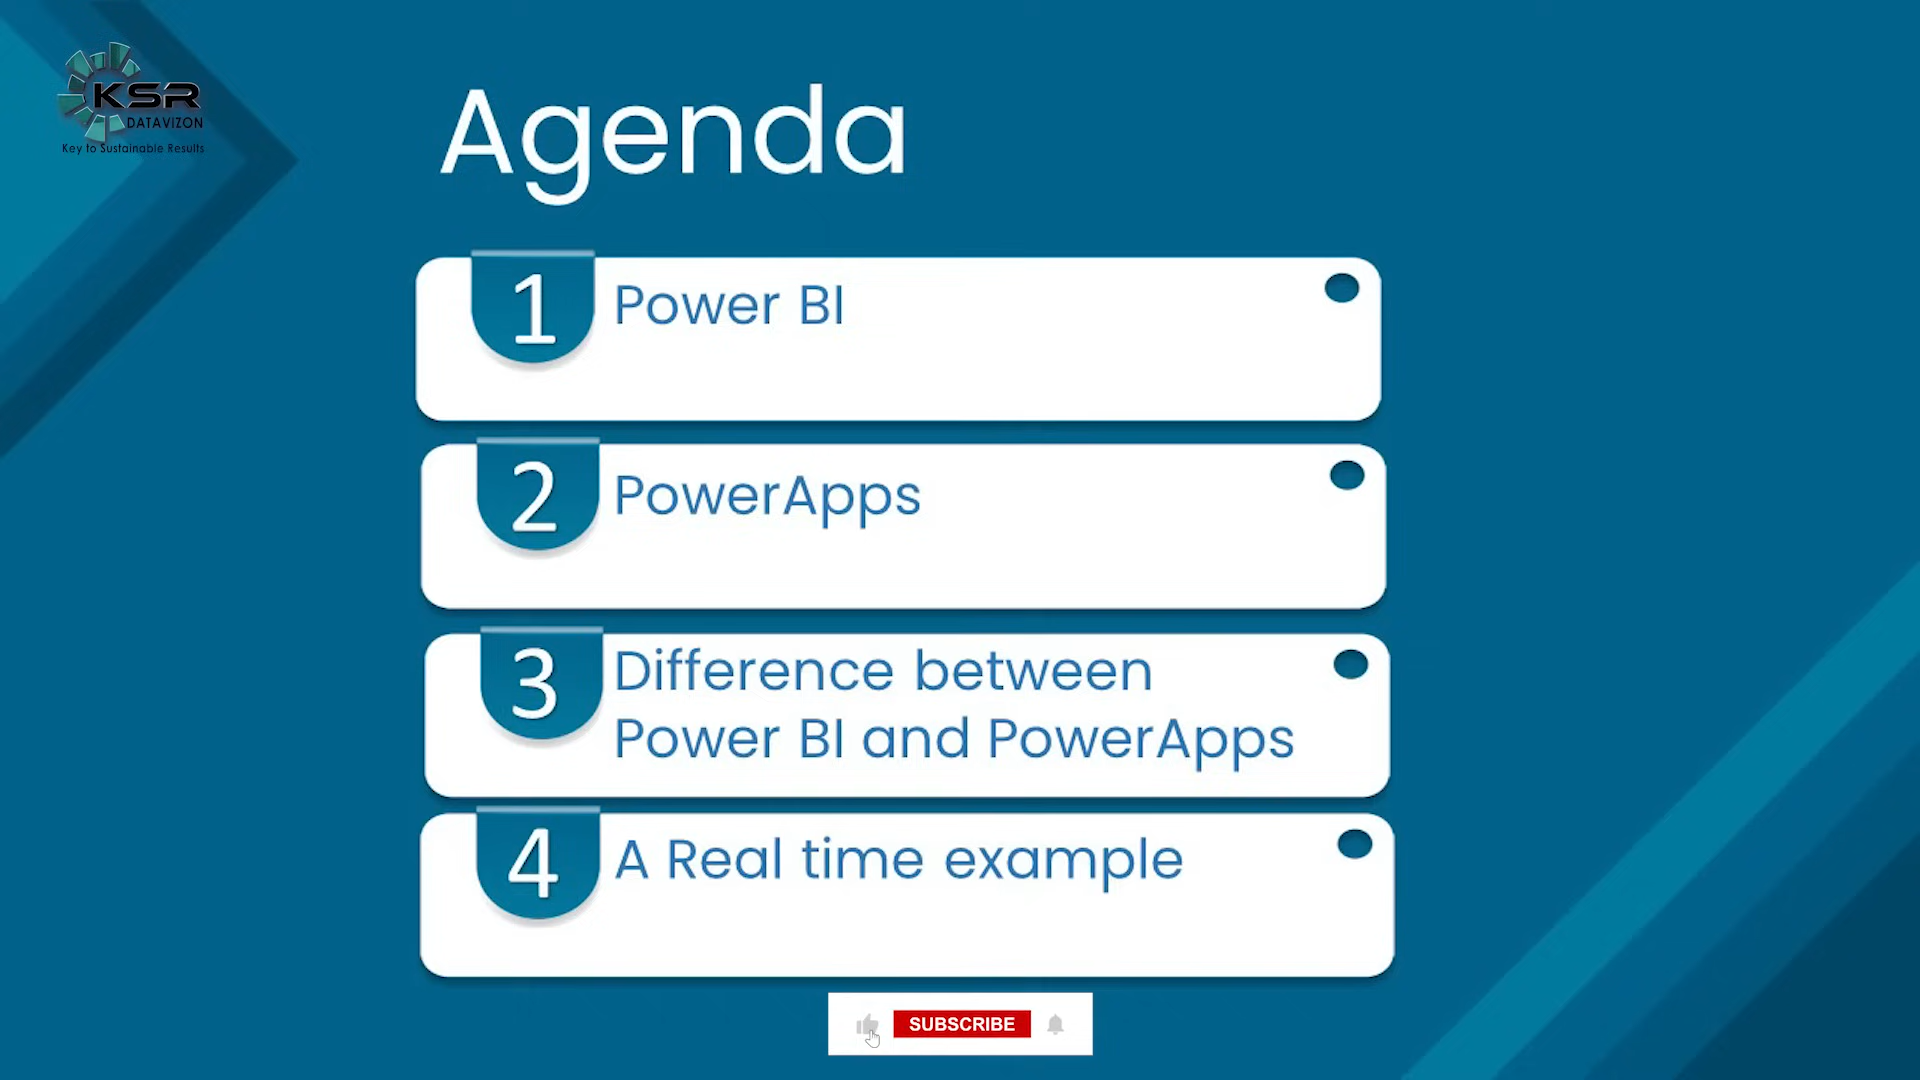 KSR
DATAVIZON
Key to Sustainable Results
Agenda
1 Power BI
2 PowerApps
3 Difference between
Power BI and PowerApps
4 A Real time example
SUBSCRIBE